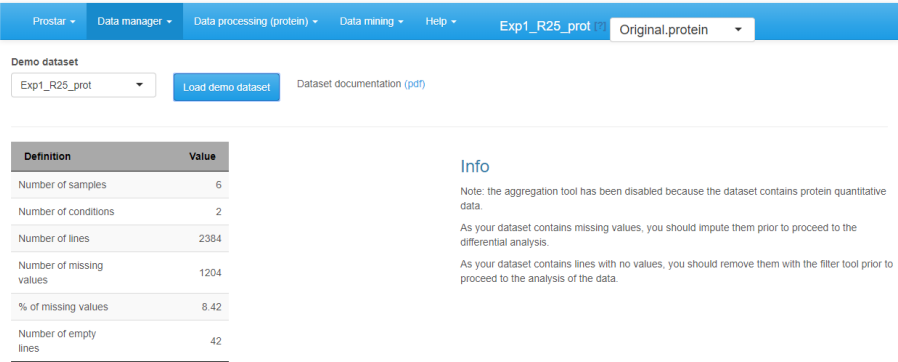 Prostar Data manager Data processing (protein) Data mining Help Exp1_R25_prot [?] Original.protein
Demo dataset
Exp1_R25_prot Load demo dataset Dataset documentation (pdf)
Definition Value
Number of samples 6
Number of conditions 2
Number of lines 2384
Number of missing
values 1204
% of missing values 8.42
Number of empty
lines 42
Info
Note: the aggregation tool has been disabled because the dataset contains protein quantitative
data.
As your dataset contains missing values, you should impute them prior to proceed to the
differential analysis.
As your dataset contains lines with no values, you should remove them with the filter tool prior to
proceed to the analysis of the data.